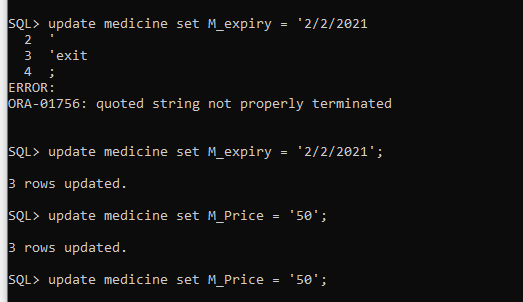 SQL> update medicine set M_expiry = '2/2/2021
2 '
3 'exit
4 ;
ERROR:
ORA-01756: quoted string not properly terminated
SQL> update medicine set M_expiry = '2/2/2021';
3 rows updated.
SQL> update medicine set M_Price = '50';
3 rows updated.
SQL> update medicine set M_Price = '50';